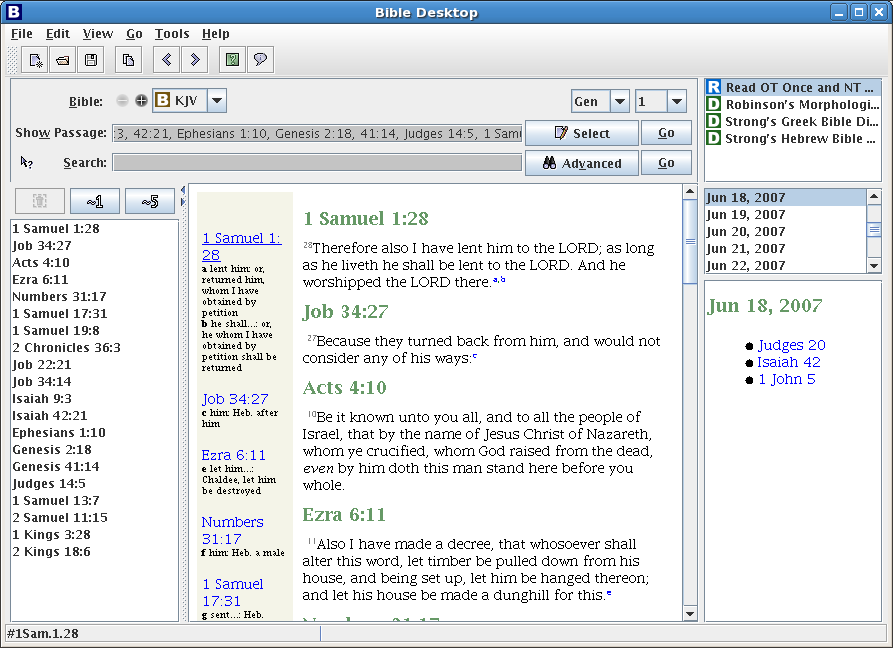 B Bible Desktop
File Edit View Go Tools Help
Bible: B KJV Gen 1
Show Passage: :3, 42:21, Ephesians 1:10, Genesis 2:18, 41:14, Judges 14:5, 1 Samu Select Go
Search: Advanced Go
~1 ~5
1 Samuel 1:28
Job 34:27
Acts 4:10
Ezra 6:11
Numbers 31:17
1 Samuel 17:31
1 Samuel 19:8
2 Chronicles 36:3
Job 22:21
Job 34:14
Isaiah 9:3
Isaiah 42:21
Ephesians 1:10
Genesis 2:18
Genesis 41:14
Judges 14:5
1 Samuel 13:7
2 Samuel 11:15
1 Kings 3:28
2 Kings 18:6
1 Samuel 1:
28
a lent him: or,
returned him,
whom I have
obtained by
petition
b he shall...: or,
he whom I have
obtained by
petition shall be
returned
Job 34:27
c him: Heb. after
him
Ezra 6:11
e let him...:
Chaldee, let him
be destroyed
Numbers
31:17
f him: Heb. a male
1 Samuel
17:31
g sent...: Heb.
1 Samuel 1:28
28Therefore also I have lent him to the LORD; as long
as he liveth he shall be lent to the LORD. And he
worshipped the LORD there.a,b
Job 34:27
27Because they turned back from him, and would not
consider any of his ways:c
Acts 4:10
10Be it known unto you all, and to all the people of
Israel, that by the name of Jesus Christ of Nazareth,
whom ye crucified, whom God raised from the dead,
even by him doth this man stand here before you
whole.
Ezra 6:11
11Also I have made a decree, that whosoever shall
alter this word, let timber be pulled down from his
house, and being set up, let him be hanged thereon;
and let his house be made a dunghill for this.e
Numbers 31:17
R Read OT Once and NT ...
D Robinson's Morphologi...
D Strong's Greek Bible Di...
D Strong's Hebrew Bible ...
Jun 18, 2007
Jun 19, 2007
Jun 20, 2007
Jun 21, 2007
Jun 22, 2007
Jun 18, 2007
Judges 20
Isaiah 42
1 John 5
#1Sam.1.28